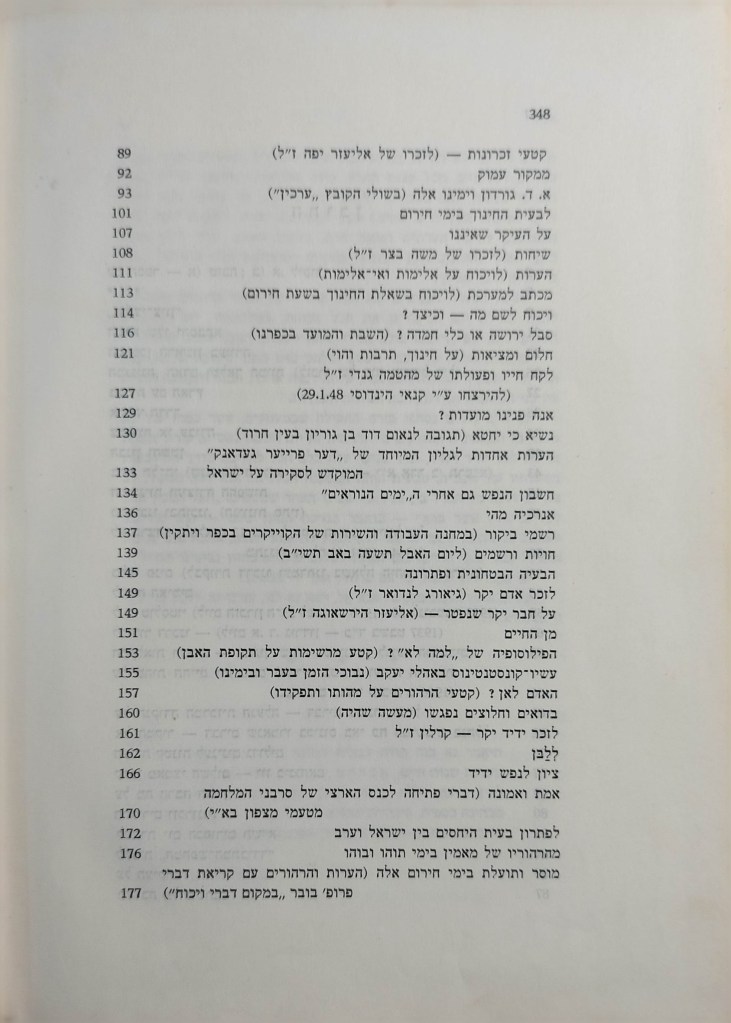 348
קטעי זכרונות — (לזכרו של אליעזר יפה ז״ל) 89
ממקור עמוק 92
א. ד. גורדון וימינו אלה (בשולי הקובץ „ערכין״) 93
לבעית החינוך בימי חירום 101
על העיקר שאיננו 107
שיחות (לזכרו של משה בצר ז״ל) 108
הערות (לויכוח על אלימות ואי־אלימות) 111
מכתב למערכת (לויכוח בשאלת החינוך בשעת חירום) 113
ויכוח לשם מה — וכיצד ? 114
סבל ירושה או כלי חמדה ? (השבת והמועד בכפרנו) 116
חלום ומציאות (על חינוך, תרבות והוי) 121
לקח חייו ופעולתו של מהטמה גנדי ז״ל
(להירצחו ע״י קנאי הינדוסי 29.1.48) 127
אנה פנינו מועדות ? 129
נשיא כי יחטא (תגובה לנאום דוד בן גוריון בעין חרוד) 130
הערות אחדות לגליון המיוחד של „דער פרייער געדאנק״
המוקדש לסקירה על ישראל 133
חשבון הנפש גם אחרי ה„ימים הנוראים״ 134
אנרכיה מהי 136
רשמי ביקור (במחנה העבודה והשירות של הקוייקרים בכפר ויתקין) 137
חויות ורשמים (ליום האבל תשעה באב תשי״ב) 139
הבעיה הבטחונית ופתרונה 145
לזכר אדם יקר (גיאורג לנדואר ז״ל) 149
על חבר יקר שנפטר — (אליעזר הירשאוגה ז״ל) 149
מן החיים 151
הפילוסופיה של „למה לא״ ? (קטע מרשימות על תקופת האבן) 153
עשיו־קונסטנטינוס באהלי יעקב (נבוכי הזמן בעבר ובימינו) 155
האדם לאן ? (קטעי הרהורים על מהותו ותפקידו) 157
בדואים וחלוצים נפגשו (מעשה שהיה) 160
לזכר ידיד יקר — קרלין ז״ל 161
לְלַבֵּן 162
ציון לנפש ידיד 166
אמת ואמונה (דברי פתיחה לכנס הארצי של סרבני המלחמה
מטעמי מצפון בא״י) 170
לפתרון בעית היחסים בין ישראל וערב 172
מהרהוריו של מאמין בימי תוהו ובוהו 176
מוסר ותועלת בימי חירום אלה (הערות והרהורים עם קריאת דברי
פרופ׳ בובר „במקום דברי ויכוח״) 177